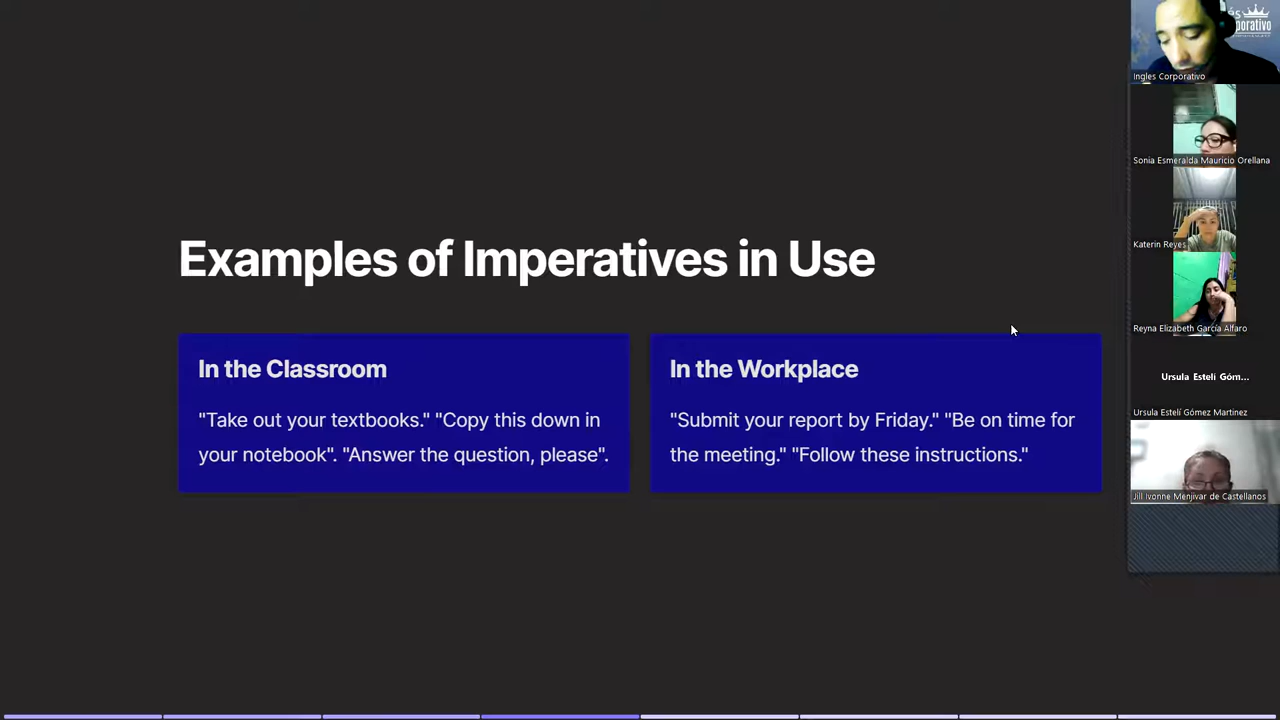 Examples of Imperatives in Use
In the Classroom
"Take out your textbooks." "Copy this down in
your notebook". "Answer the question, please".
In the Workplace
"Submit your report by Friday." "Be on time for
the meeting." "Follow these instructions."
Ingles Corporativo
Sonia Esmeralda Mauricio Orellana
Katerin Reyes
Reyna Elizabeth García Alfaro
Ursula Estelí Góm...
Ursula Estelí Gómez Martinez
Jill Ivonne Menjivar de Castellanos